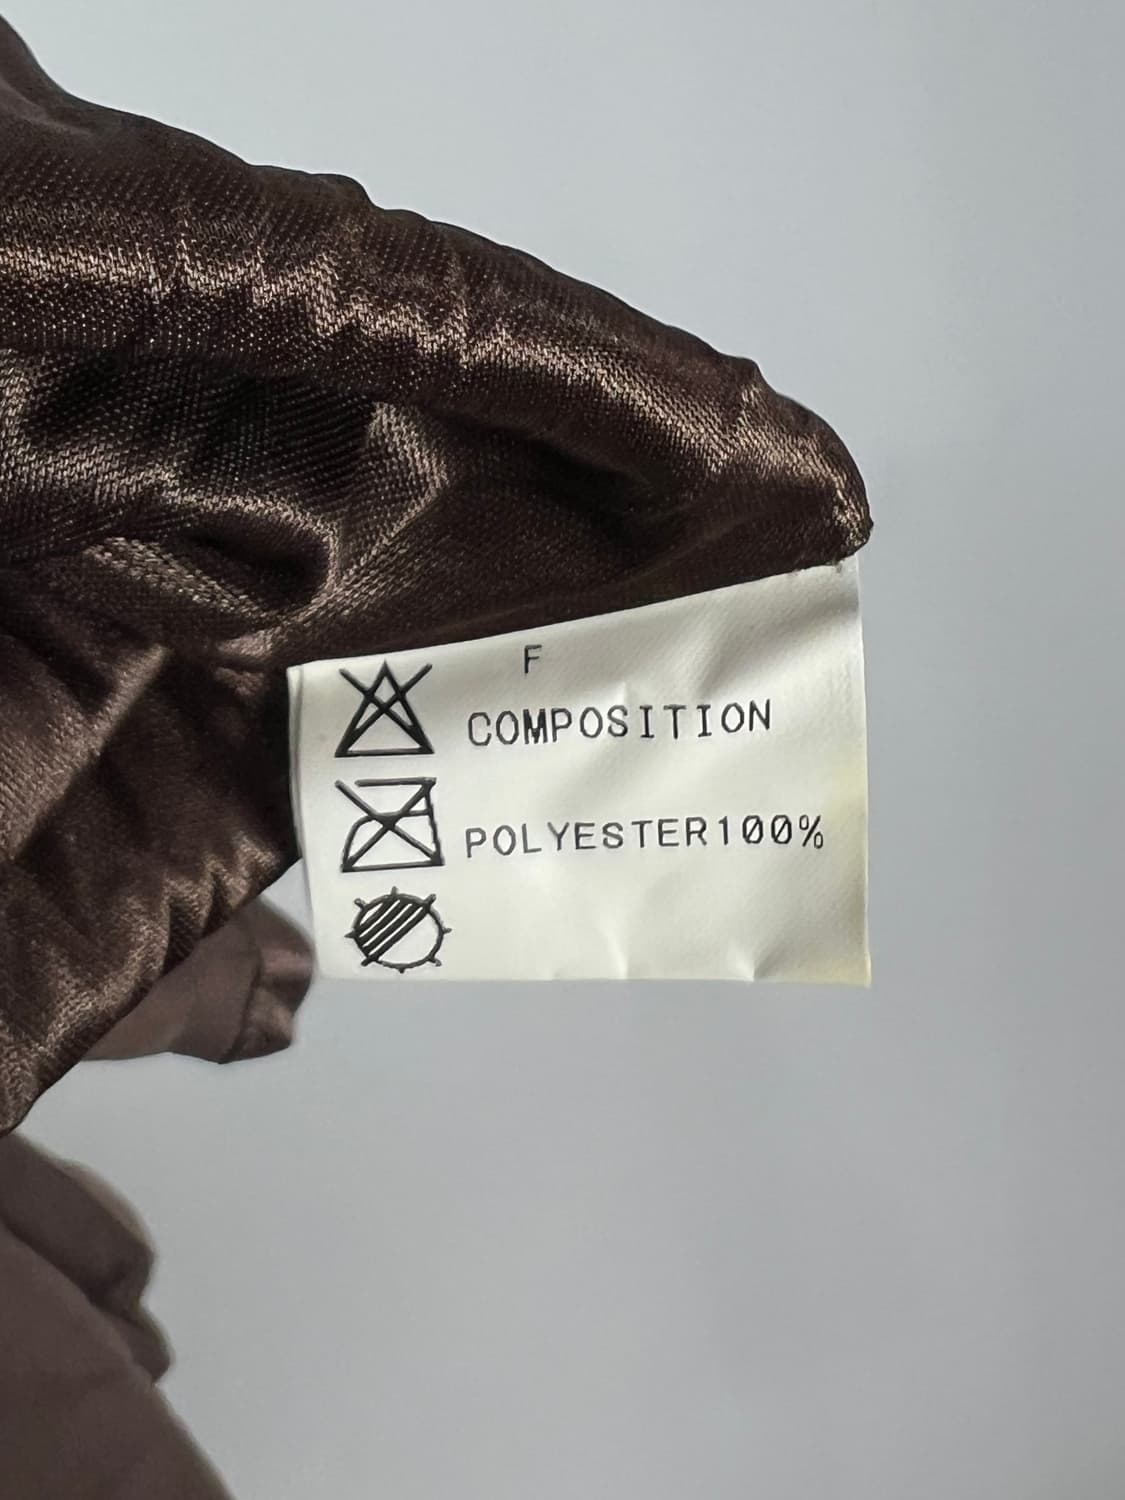 F
COMPOSITION
POLYESTER100%